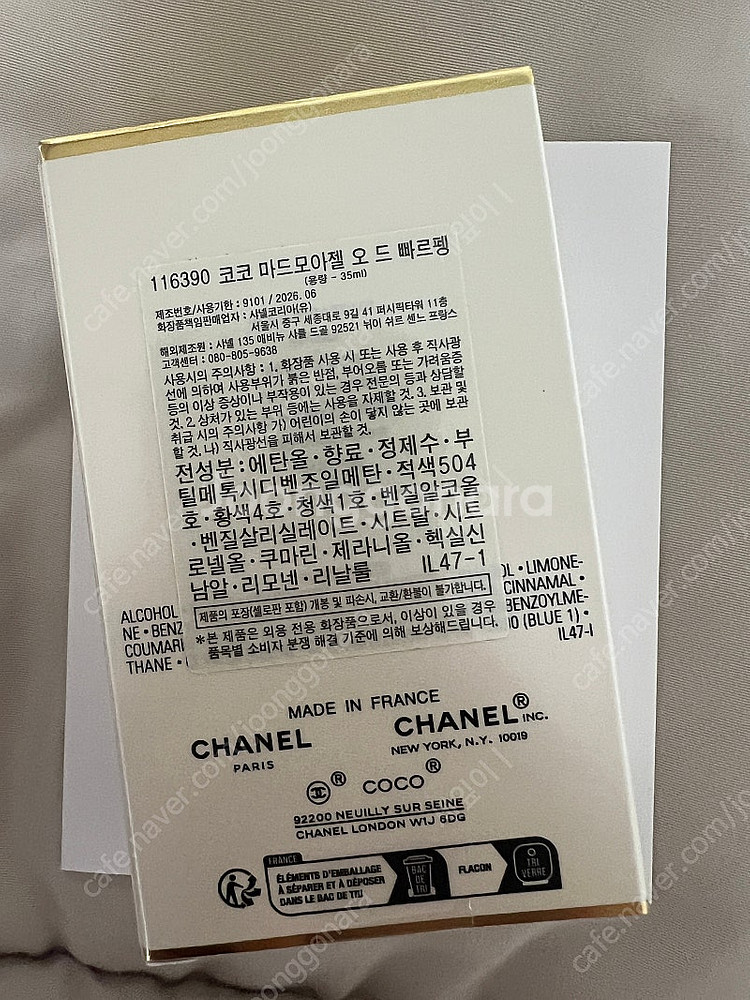 116390 코코 마드모아젤 오 드 빠르펭
(용량 - 35ml)
제조번호/사용기한 : 9101 / 2026. 06
화장품책임판매업자 : 샤넬코리아(유)
서울시 중구 세종대로 9길 41 퍼시픽타워 11층
해외제조원 : 샤넬 135 애비뉴 샤를 드골 92521 뉘이 쉬르 센느 프랑스
고객센터 : 080-805-9638
사용시의 주의사항 : 1. 화장품 사용 시 또는 사용 후 직사광
선에 의하여 사용부위가 붉은 반점, 부어오름 또는 가려움증
등의 이상 증상이나 부작용이 있는 경우 전문의 등과 상담할
것. 2. 상처가 있는 부위 등에는 사용을 자제할 것. 3. 보관 및
취급 시의 주의사항 가) 어린이의 손이 닿지 않는 곳에 보관
할 것. 나) 직사광선을 피해서 보관할 것.
전성분 : 에탄올 · 향료 · 정제수 · 부
틸메톡시디벤조일메탄 · 적색504
호 · 황색4호 · 청색1호 · 벤질알코올
· 벤질살리실레이트 · 시트랄 · 시트
로넬올 · 쿠마린 · 제라니올 · 헥실신
남알 · 리모넨 · 리날룰 IL47-1
제품의 포장(셀로판 포함) 개봉 및 파손시, 교환/환불이 불가합니다.
*본 제품은 외용 전용 화장품으로서, 이상이 있을 경우
품목별 소비자 분쟁 해결 기준에 의해 보상해드립니다.
ALCOHOL OL • LIMONE-
NE • BENZ CINNAMAL •
COUMARI BENZOYLME-
THANE • (BLUE 1) •
IL47-I
MADE IN FRANCE
CHANEL CHANEL® INC.
PARIS NEW YORK, N.Y. 10019
® COCO®
92200 NEUILLY SUR SEINE
CHANEL LONDON W1J 6DG
FRANCE
ÉLÉMENTS D'EMBALLAGE
À SÉPARER ET À DÉPOSER
DANS LE BAC DE TRI
BAC
DE
TRI
FLACON
TRI
VERRE
cafe.naver.com/joonggonara